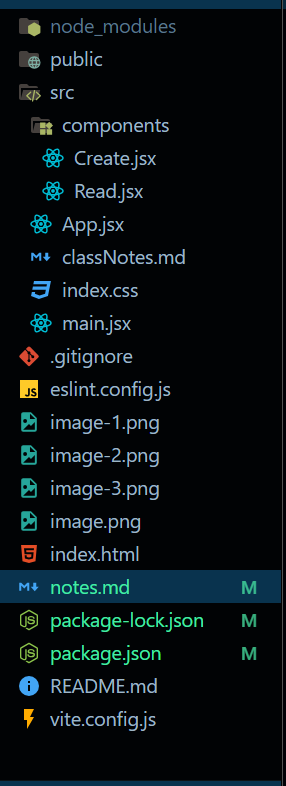 node_modules
public
src
components
Create.jsx
Read.jsx
App.jsx
classNotes.md
index.css
main.jsx
.gitignore
JS eslint.config.js
image-1.png
image-2.png
image-3.png
image.png
index.html
notes.md M
package-lock.json M
package.json M
README.md
vite.config.js